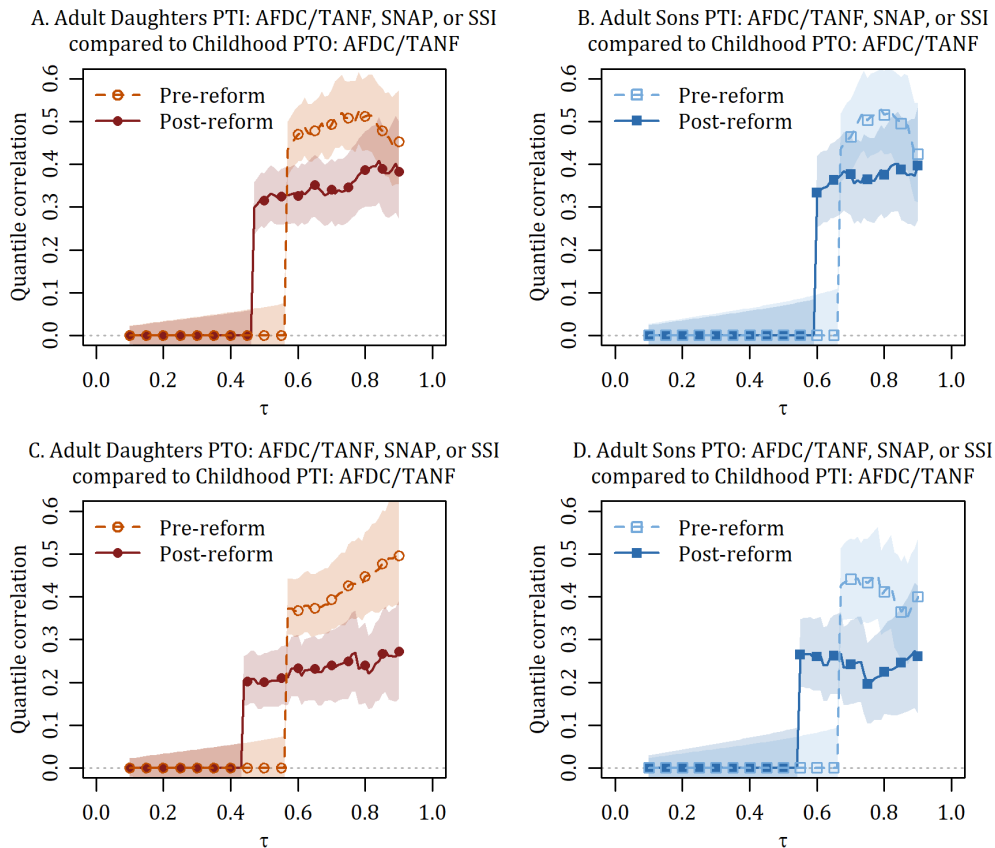 A. Adult Daughters PTI: AFDC/TANF, SNAP, or SSI
compared to Childhood PTO: AFDC/TANF
Quantile correlation
0.6
0.5
0.4
0.3
0.2
0.1
0.0
Pre-reform
Post-reform
0.0 0.2 0.4 0.6 0.8 1.0
τ
B. Adult Sons PTI: AFDC/TANF, SNAP, or SSI
compared to Childhood PTO: AFDC/TANF
Quantile correlation
0.6
0.5
0.4
0.3
0.2
0.1
0.0
Pre-reform
Post-reform
0.0 0.2 0.4 0.6 0.8 1.0
τ
C. Adult Daughters PTO: AFDC/TANF, SNAP, or SSI
compared to Childhood PTI: AFDC/TANF
Quantile correlation
0.6
0.5
0.4
0.3
0.2
0.1
0.0
Pre-reform
Post-reform
0.0 0.2 0.4 0.6 0.8 1.0
τ
D. Adult Sons PTO: AFDC/TANF, SNAP, or SSI
compared to Childhood PTI: AFDC/TANF
Quantile correlation
0.6
0.5
0.4
0.3
0.2
0.1
0.0
Pre-reform
Post-reform
0.0 0.2 0.4 0.6 0.8 1.0
τ